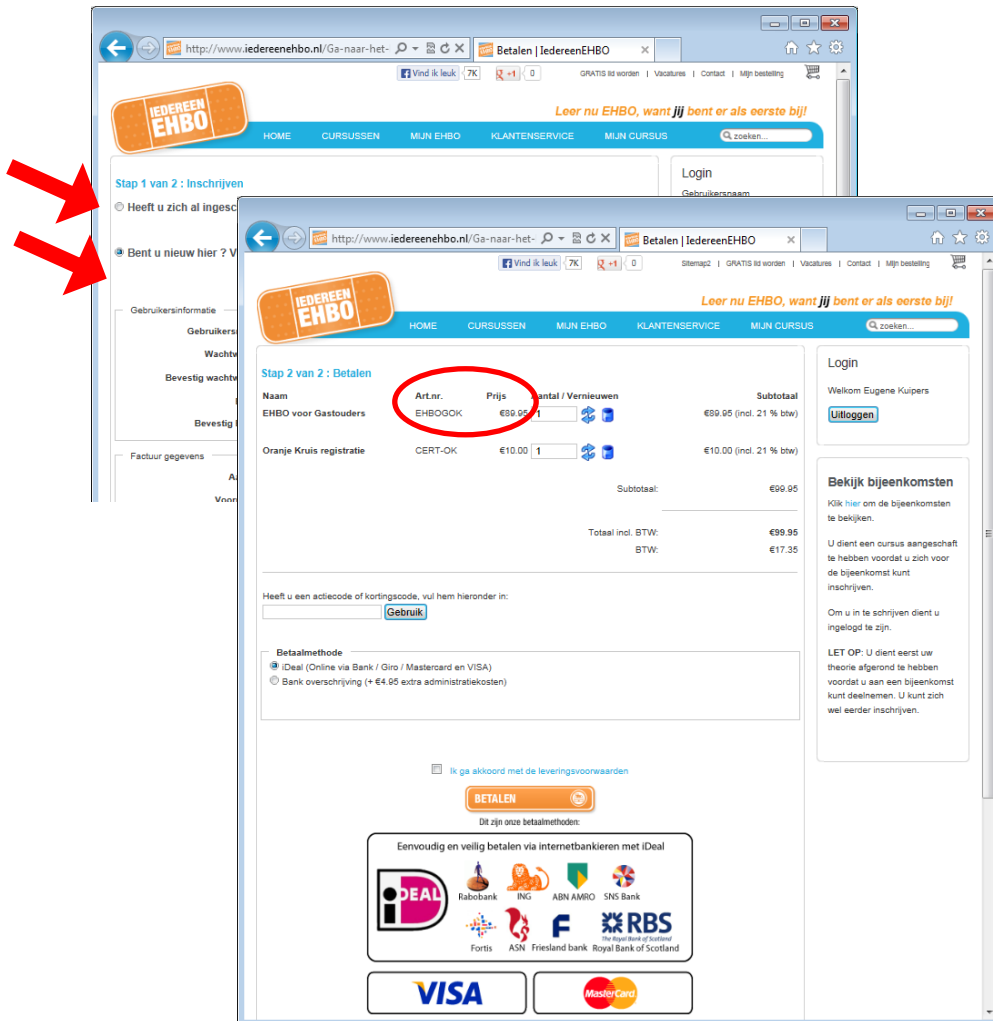 http://www.iedereenehbo.nl/Ga-naar-het-
Betalen | IedereenEHBO
Vind ik leuk 7K +1 0 GRATIS lid worden | Vacatures | Contact | Mijn bestelling
IEDEREEN
EHBO
Leer nu EHBO, want jij bent er als eerste bij!
HOME CURSUSSEN MIJN EHBO KLANTENSERVICE MIJN CURSUS zoeken...
Stap 1 van 2 : Inschrijven
Heeft u zich al ingesc
Bent u nieuw hier ? V
Gebruikersinformatie
Gebruikers
Wachtw
Bevestig wachtw
Bevestig
Factuur gegevens
Voor
Login
Gebruikersnaam
http://www.iedereenehbo.nl/Ga-naar-het-
Betalen | IedereenEHBO
Vind ik leuk 7K +1 0 Sitemap2 | GRATIS lid worden | Vacatures | Contact | Mijn bestelling
IEDEREEN
EHBO
Leer nu EHBO, want jij bent er als eerste bij!
HOME CURSUSSEN MIJN EHBO KLANTENSERVICE MIJN CURSUS zoeken...
Stap 2 van 2 : Betalen
Naam Art.nr. Prijs Aantal / Vernieuwen Subtotaal
EHBO voor Gastouders EHBOGOK €89.95 1 €89.95 (incl. 21 % btw)
Oranje Kruis registratie CERT-OK €10.00 1 €10.00 (incl. 21 % btw)
Subtotaal: €99.95
Totaal incl. BTW: €99.95
BTW: €17.35
Heeft u een actiecode of kortingscode, vul hem hieronder in:
Gebruik
Betaalmethode
iDeal (Online via Bank / Giro / Mastercard en VISA)
Bank overschrijving (+ €4.95 extra administratiekosten)
Ik ga akkoord met de leveringsvoorwaarden
BETALEN
Dit zijn onze betaalmethoden:
Eenvoudig en veilig betalen via internetbankieren met iDeal
iDEAL
Rabobank ING ABN AMRO SNS Bank
RBS
The Royal Bank of Scotland
Fortis ASN Friesland bank Royal Bank of Scotland
VISA
MasterCard
Login
Welkom Eugene Kuipers
Uitloggen
Bekijk bijeenkomsten
Klik hier om de bijeenkomsten
te bekijken.
U dient een cursus aangeschaft
te hebben voordat u zich voor
de bijeenkomst kunt
inschrijven.
Om u in te schrijven dient u
ingelogd te zijn.
LET OP: U dient eerst uw
theorie afgerond te hebben
voordat u aan een bijeenkomst
kunt deelnemen. U kunt zich
wel eerder inschrijven.